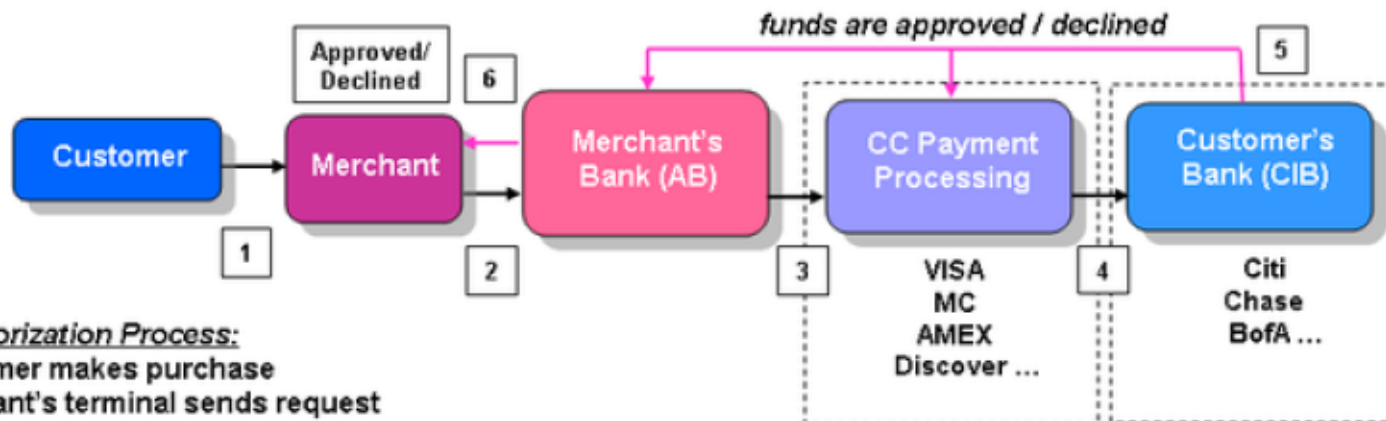 funds are approved / declined
5
Approved/
Declined
6
Customer
Merchant
Merchant's
Bank (AB)
CC Payment
Processing
Customer's
Bank (CIB)
1
2
3
4
VISA
MC
AMEX
Discover ...
Citi
Chase
BofA ...
orization Process:
mer makes purchase
ant's terminal sends request